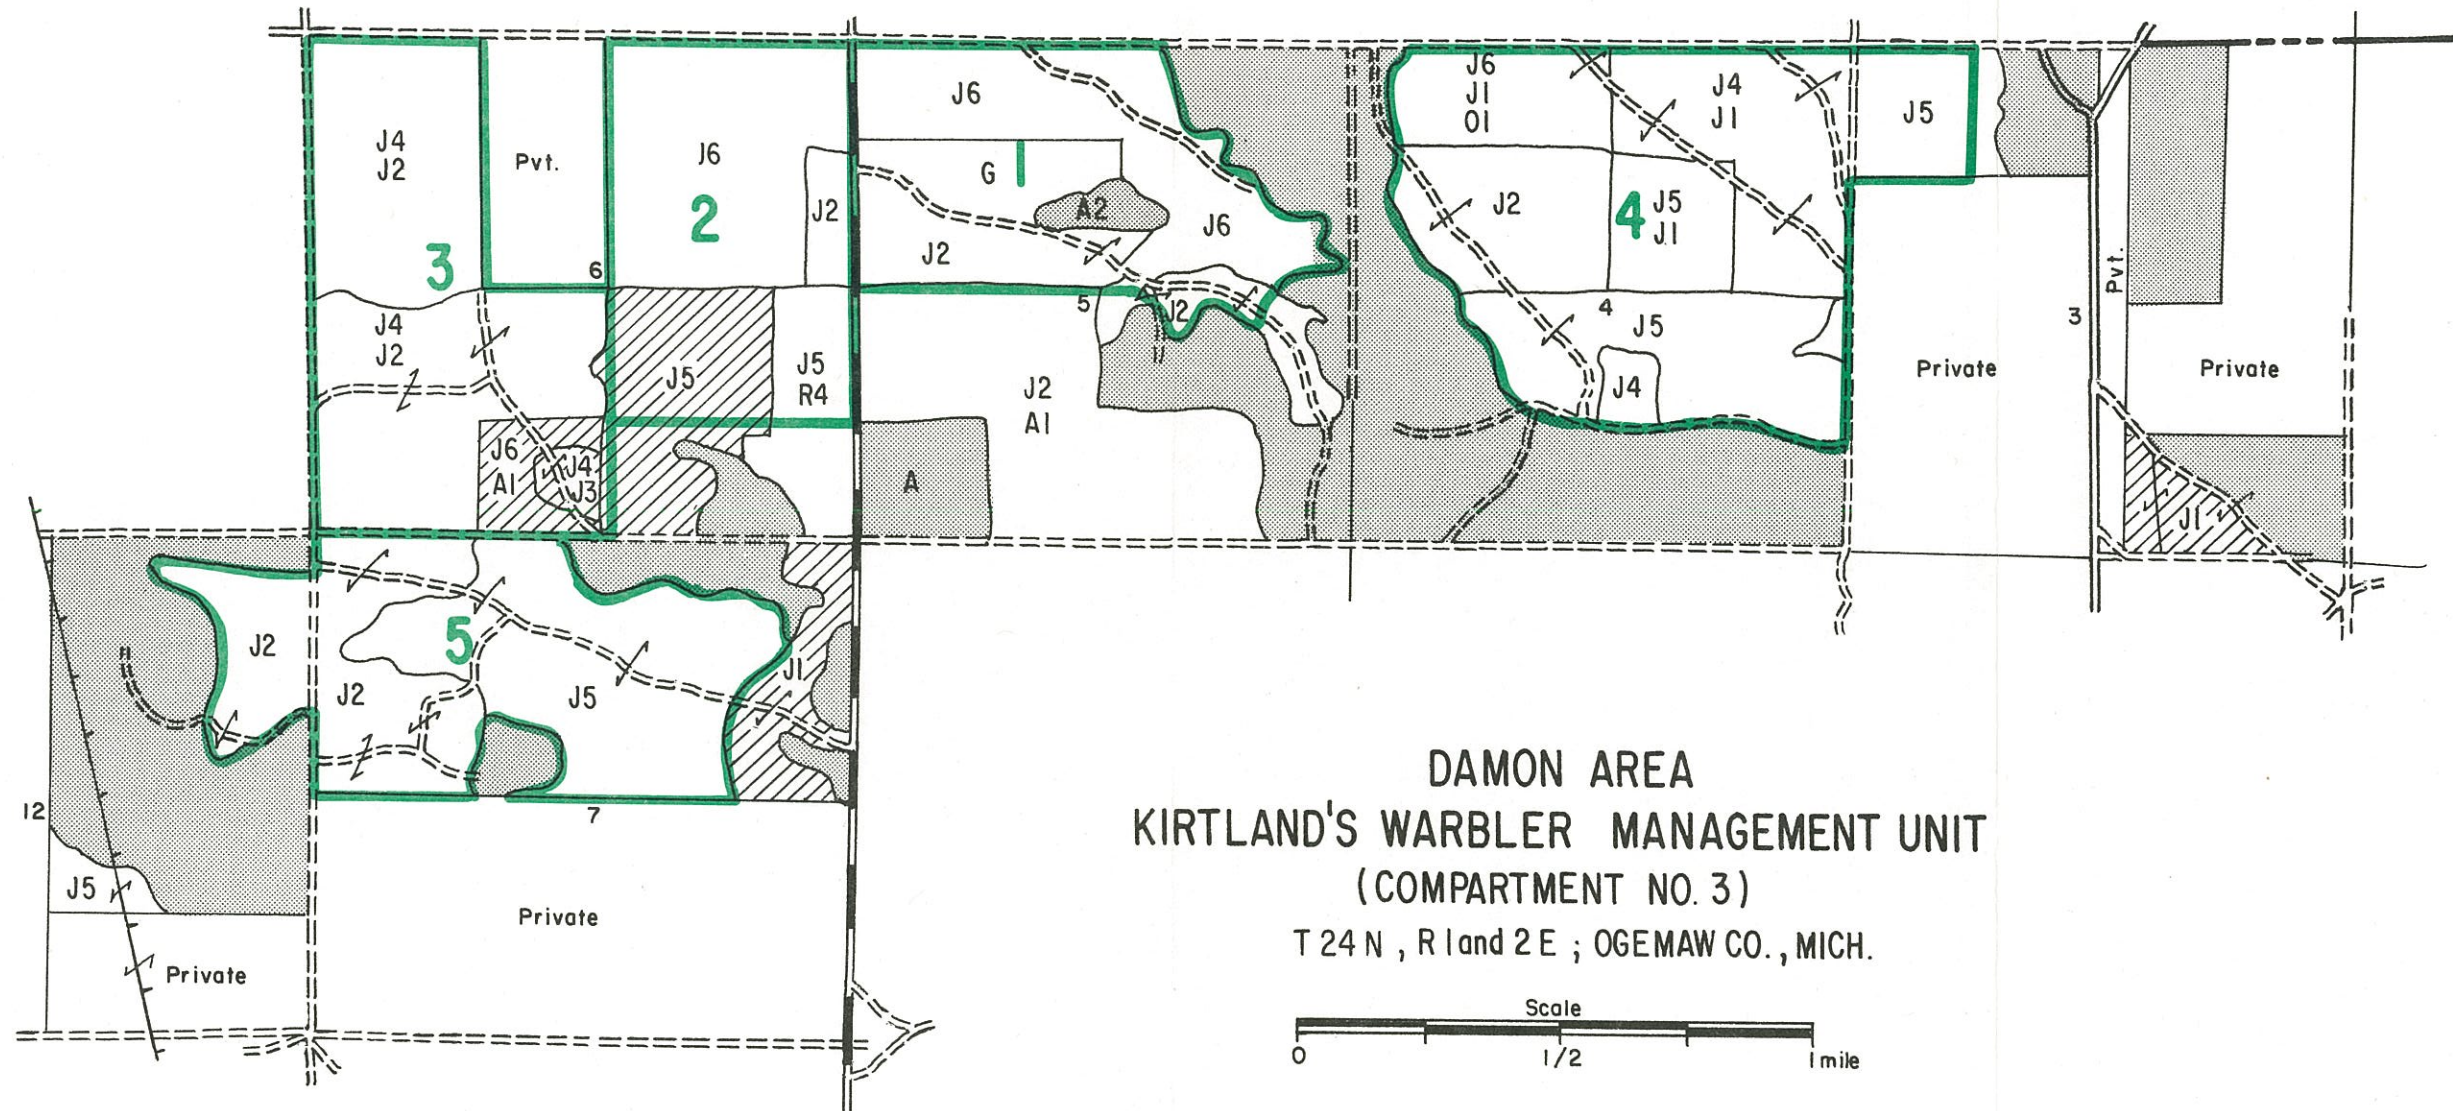 J4
J2
Pvt.
J6
2
J2
3
6
J6
G
1
A2
J6
J2
5
J2
J6
J1
O1
J4
J1
J5
J2
4
J5
J1
4
J5
J4
Pvt.
3
Private
Private
J4
J2
J5
J5
R4
J2
A1
J6
A1
J4
J3
A
J1
J2
5
J2
J5
J1
12
7
J5
Private
Private
DAMON AREA
KIRTLAND'S WARBLER MANAGEMENT UNIT
(COMPARTMENT NO. 3)
T 24 N , R 1 and 2 E ; OGEMAW CO., MICH.
Scale
0
1/2
1 mile